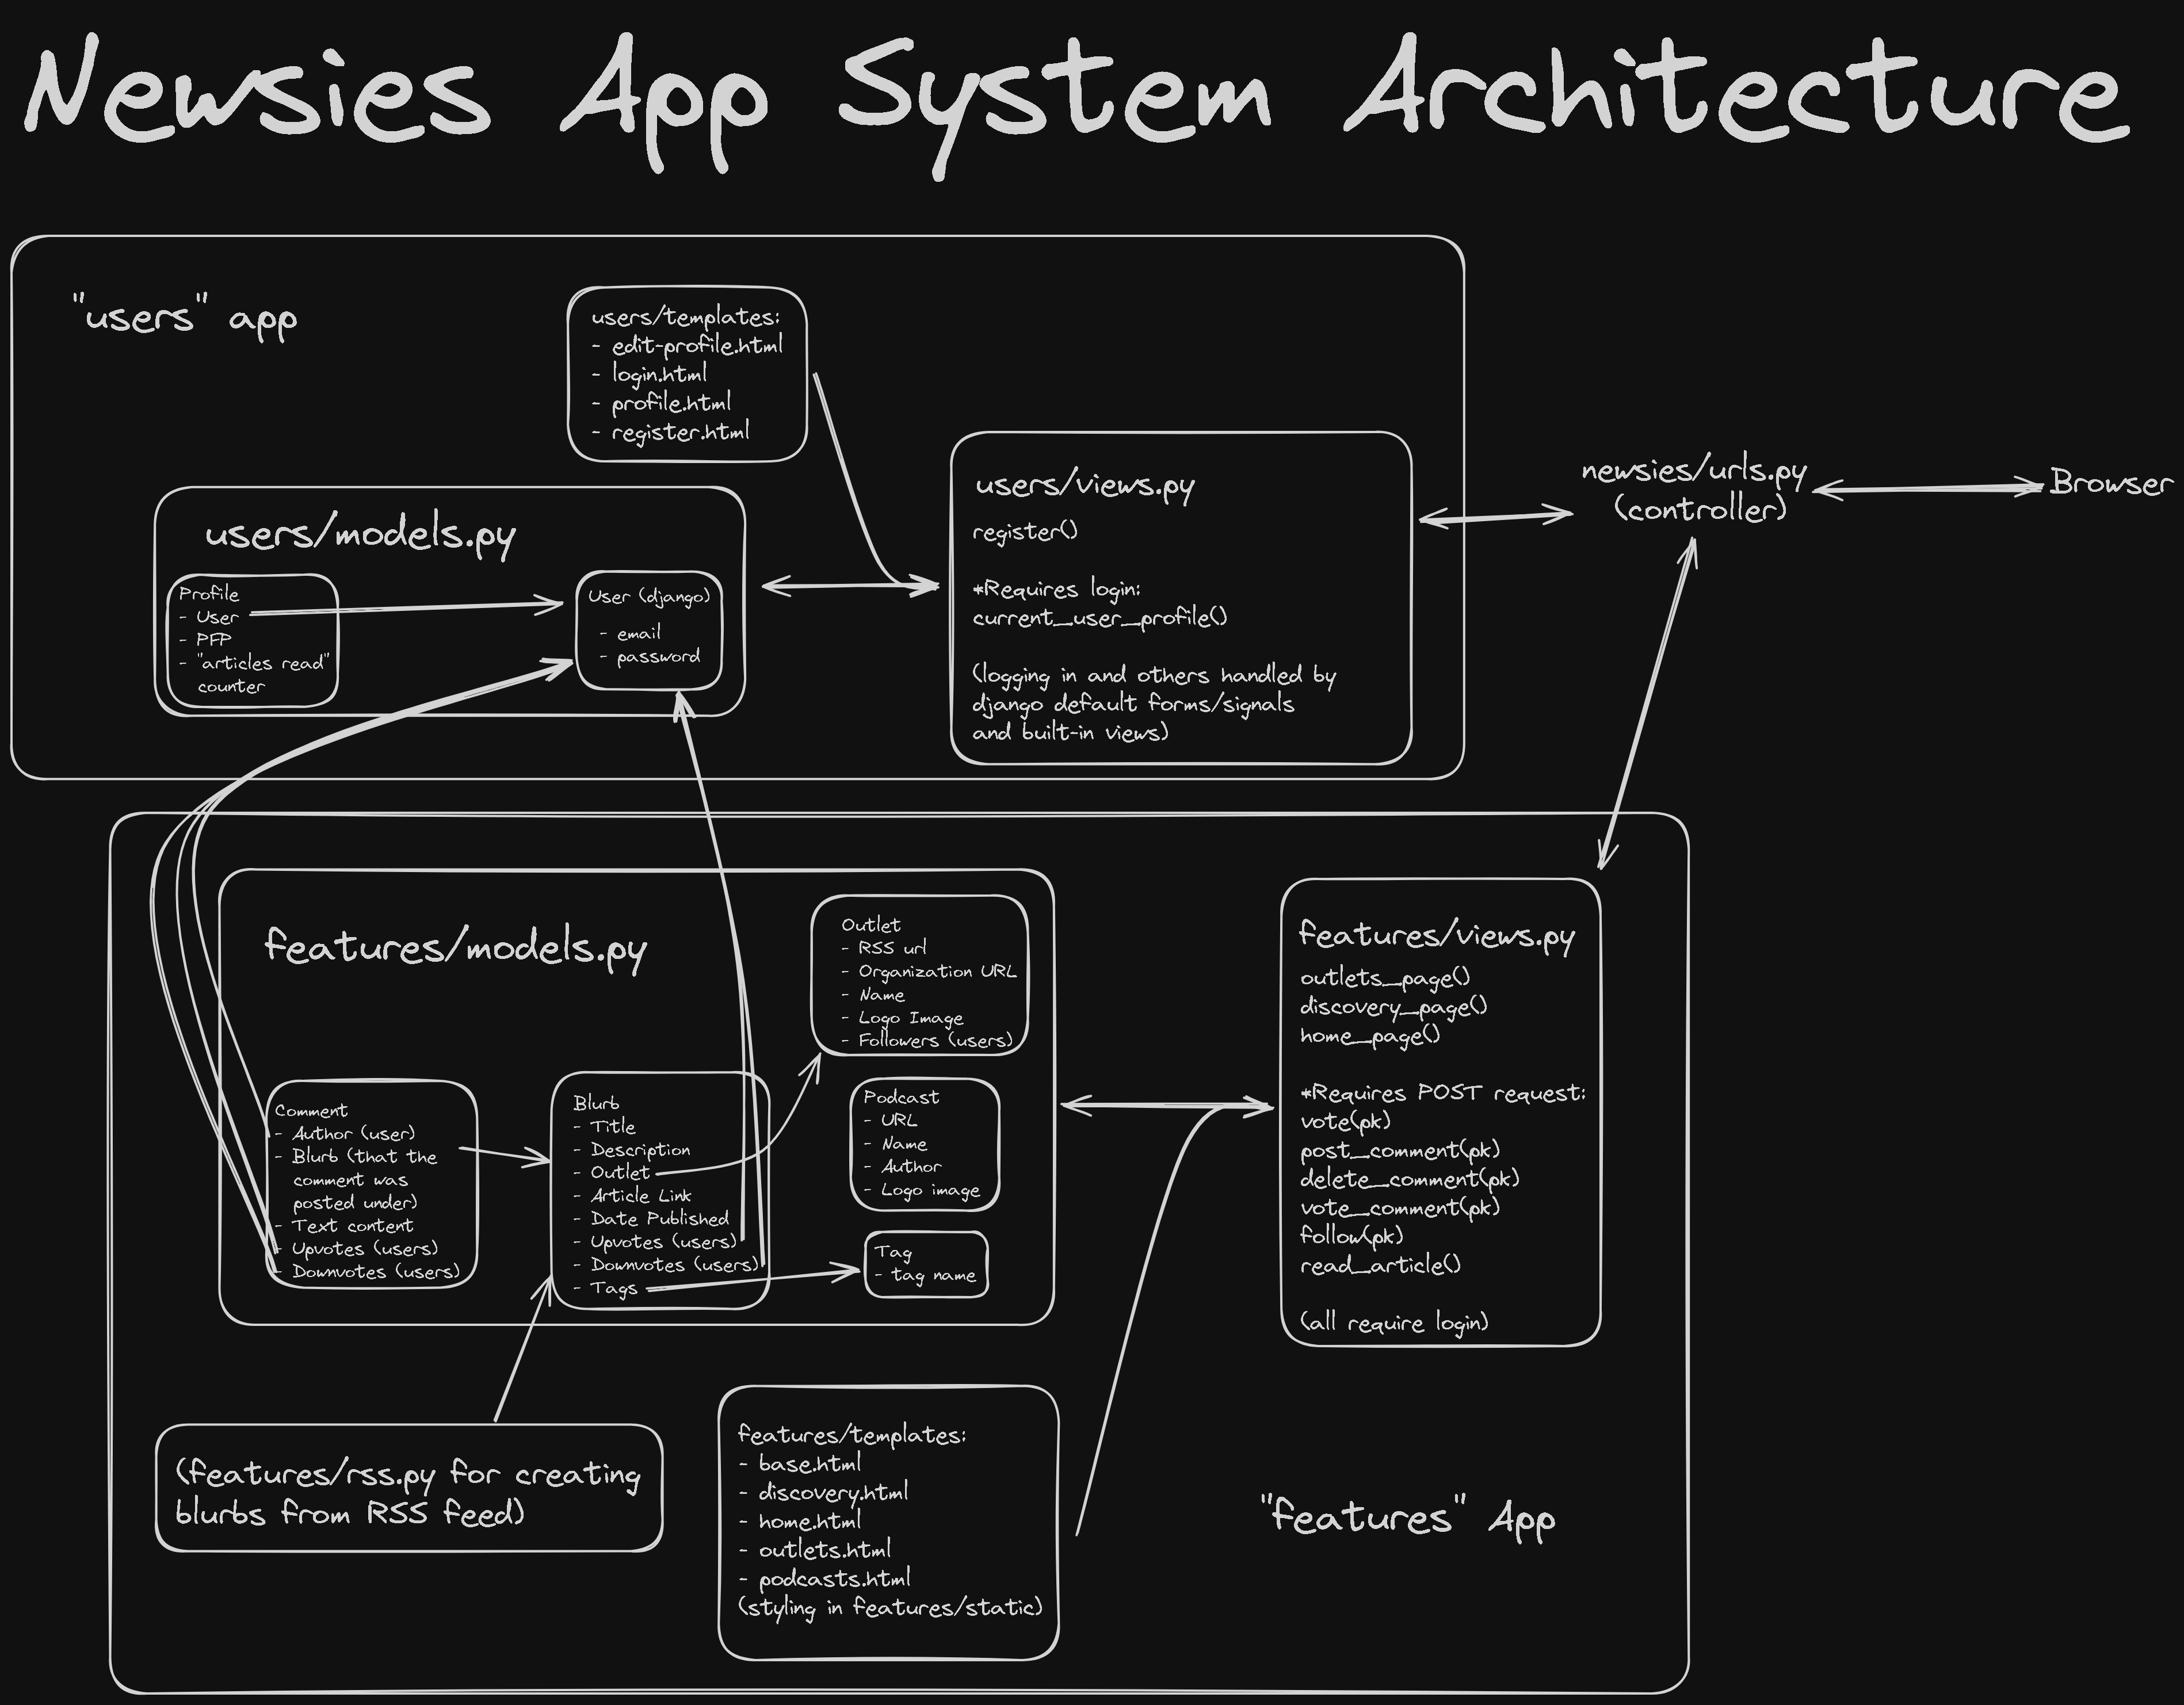 Newsies App System Architecture
"users" app
users/templates:
- edit-profile.html
- login.html
- profile.html
- register.html
users/models.py
Profile
- User
- PFP
- "articles read"
counter
User (django)
- email
- password
users/views.py
register()
*Requires login:
current_user_profile()
(logging in and others handled by
django default forms/signals
and built-in views)
newsies/urls.py
(controller)
Browser
features/models.py
Outlet
- RSS url
- Organization URL
- Name
- Logo Image
- Followers (users)
Comment
- Author (user)
- Blurb (that the
comment was
posted under)
- Text content
- Upvotes (users)
- Downvotes (users)
Blurb
- Title
- Description
- Outlet
- Article Link
- Date Published
- Upvotes (users)
- Downvotes (users)
- Tags
Podcast
- URL
- Name
- Author
- Logo image
Tag
- tag name
features/views.py
outlets_page()
discovery_page()
home_page()
*Requires POST request:
vote(pk)
post_comment(pk)
delete_comment(pk)
vote_comment(pk)
follow(pk)
read_article()
(all require login)
(features/rss.py for creating
blurbs from RSS feed)
features/templates:
- base.html
- discovery.html
- home.html
- outlets.html
- podcasts.html
(styling in features/static)
"features" App